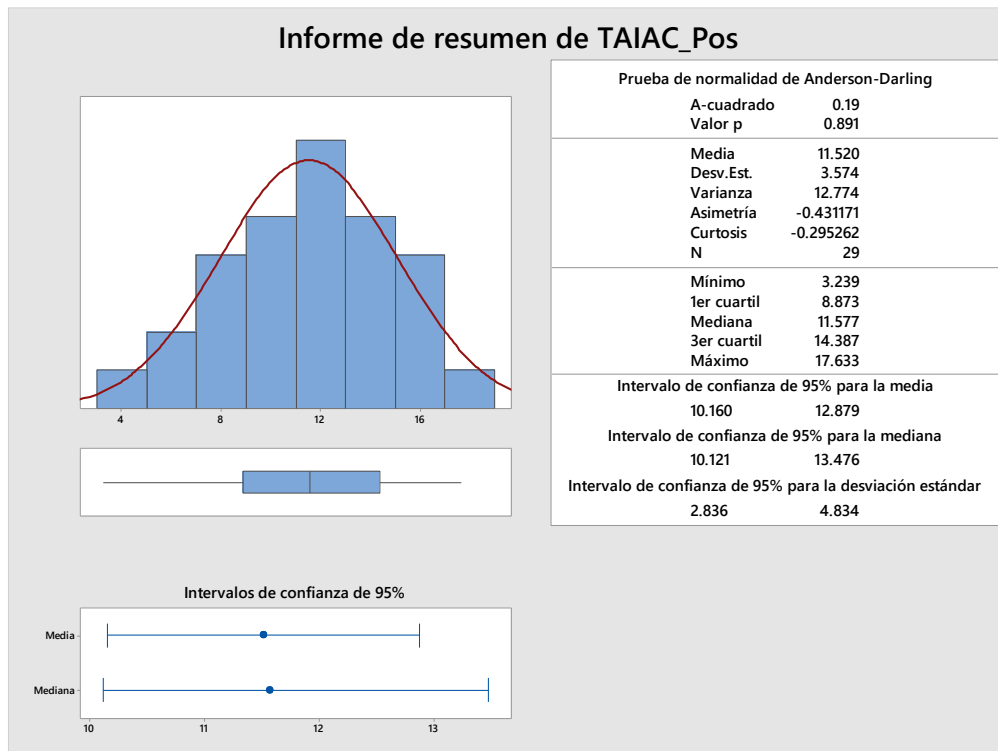 Informe de resumen de TAIAC_Pos
4 8 12 16
Intervalos de confianza de 95%
Media
Mediana
10 11 12 13
Prueba de normalidad de Anderson-Darling
A-cuadrado 0.19
Valor p 0.891
Media 11.520
Desv.Est. 3.574
Varianza 12.774
Asimetría -0.431171
Curtosis -0.295262
N 29
Mínimo 3.239
1er cuartil 8.873
Mediana 11.577
3er cuartil 14.387
Máximo 17.633
Intervalo de confianza de 95% para la media
10.160 12.879
Intervalo de confianza de 95% para la mediana
10.121 13.476
Intervalo de confianza de 95% para la desviación estándar
2.836 4.834